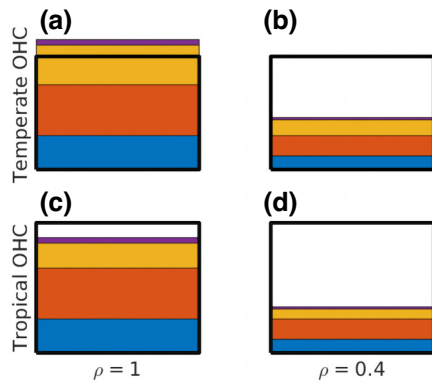 (a)
(b)
Temperate OHC
(c)
(d)
Tropical OHC
ρ = 1
ρ = 0.4